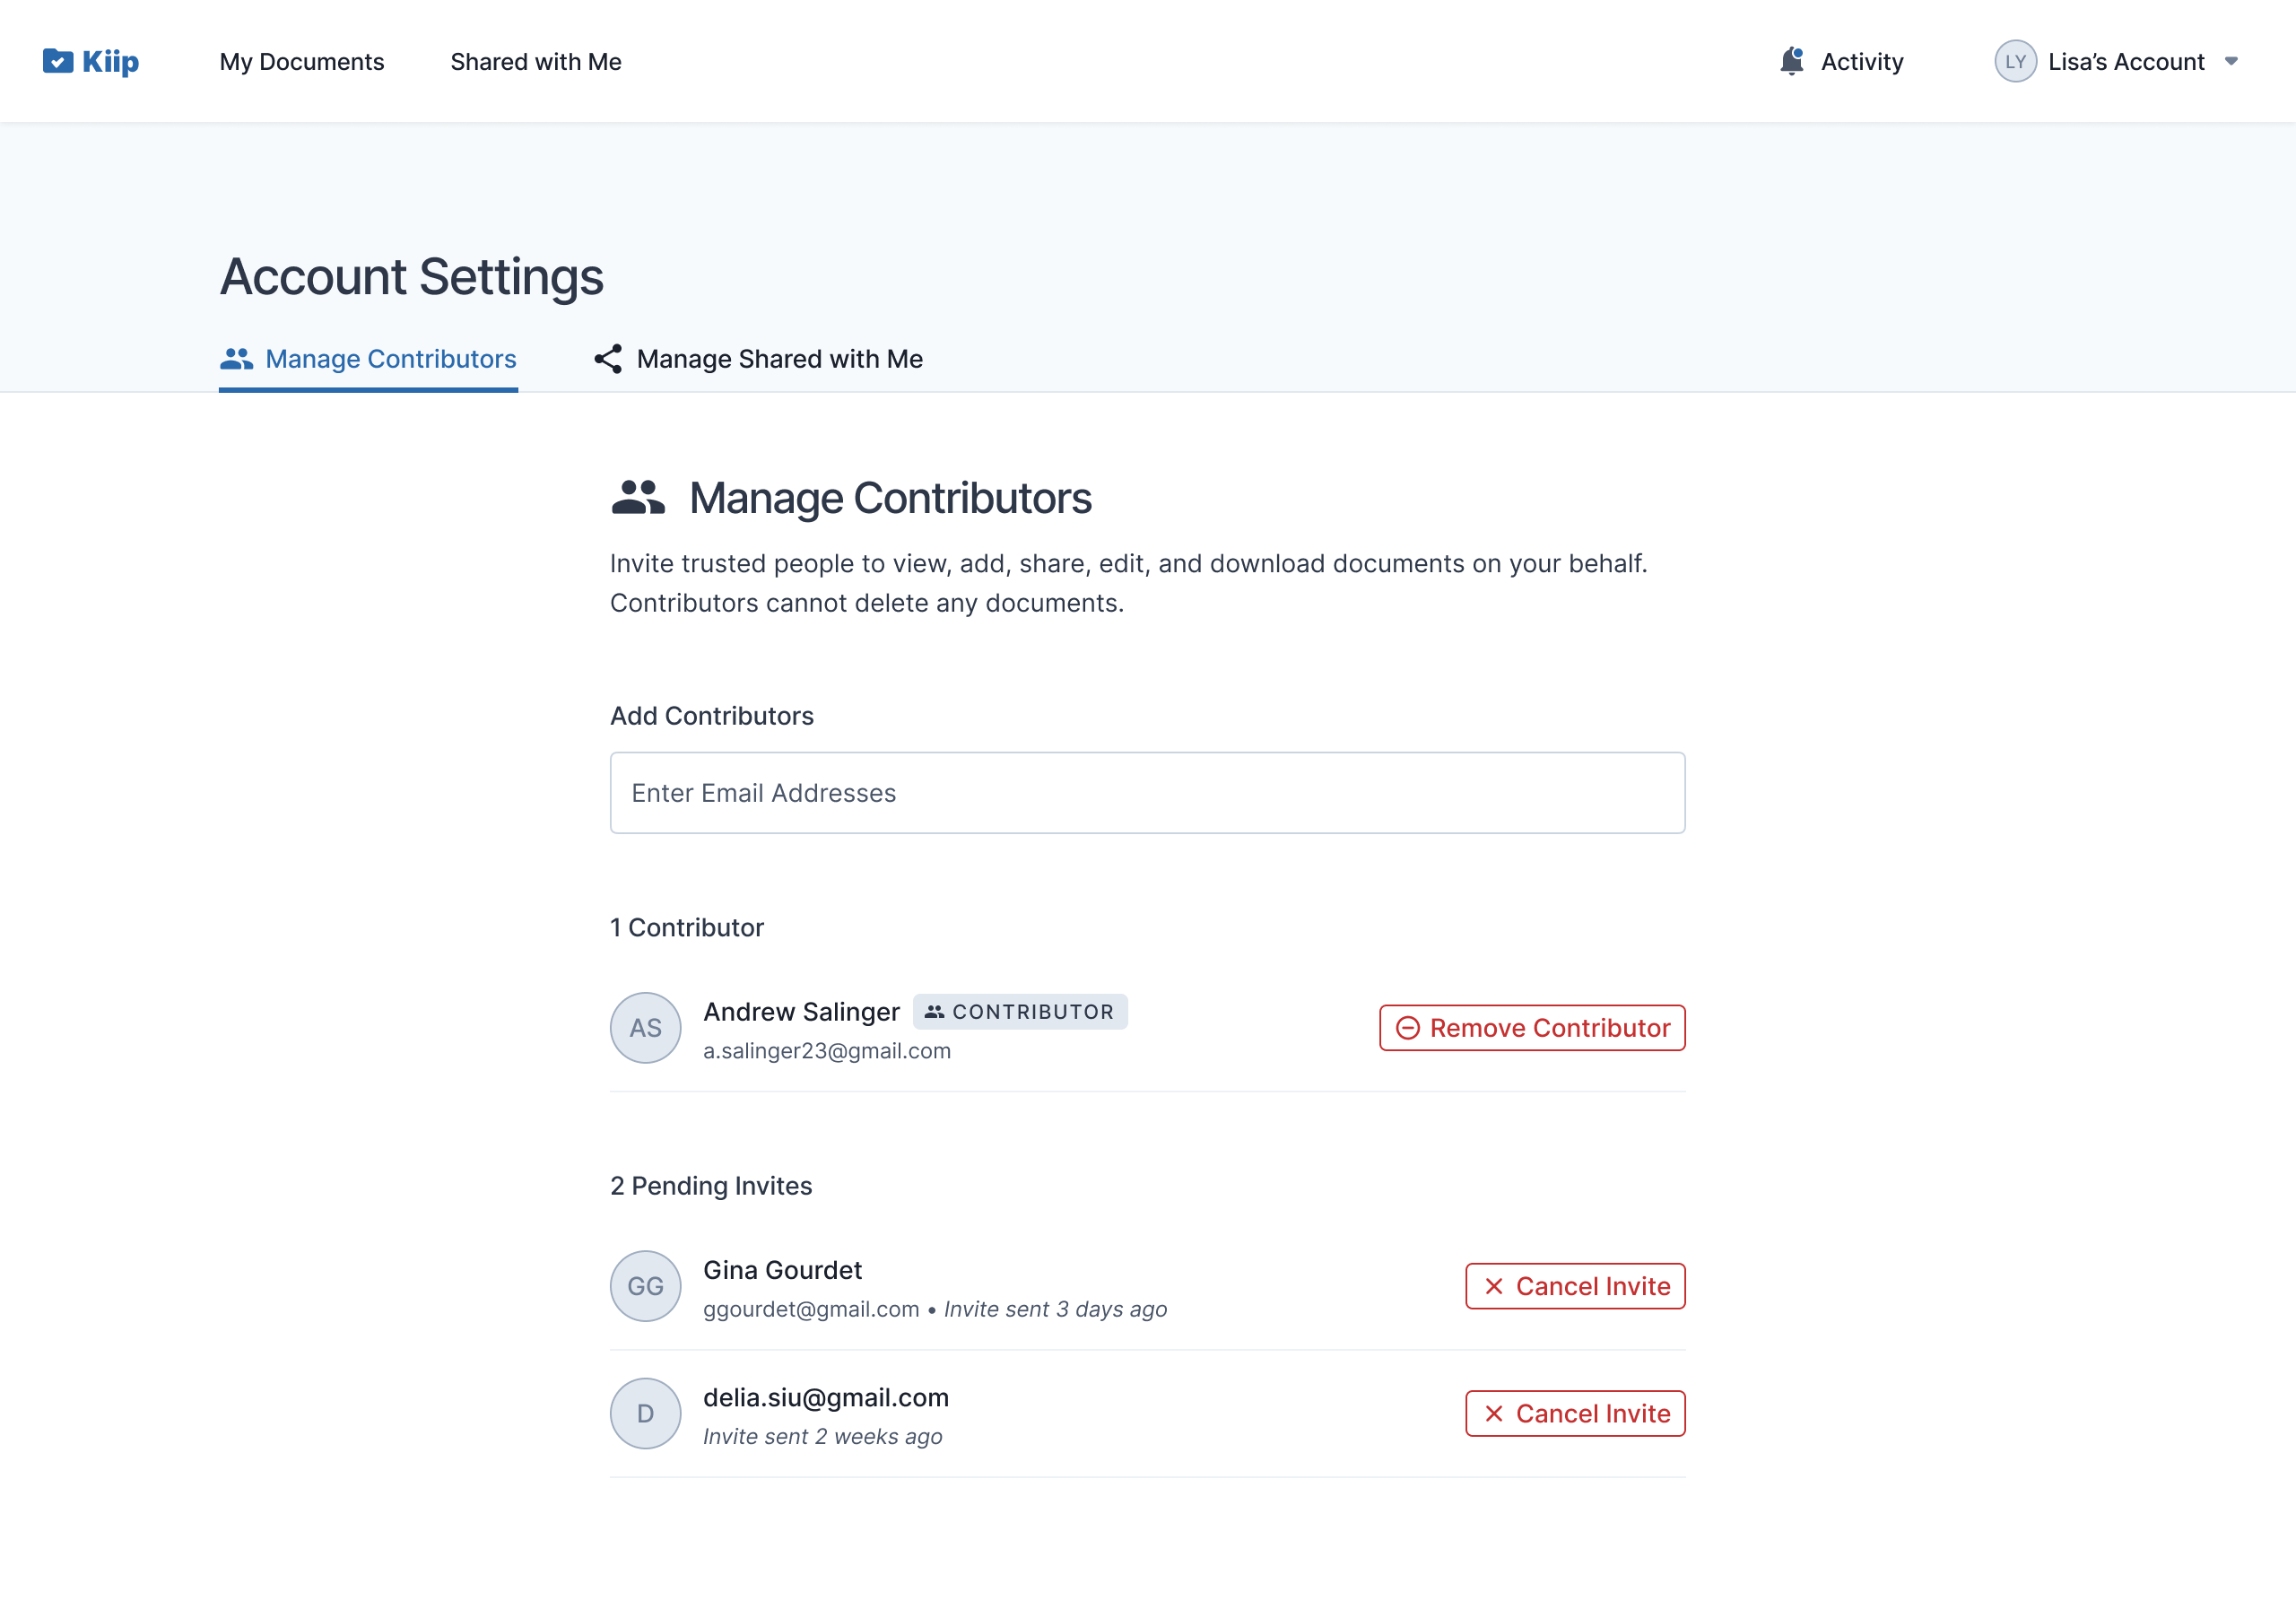 Kiip
My Documents
Shared with Me
Activity
LY
Lisa’s Account
Account Settings
Manage Contributors
Manage Shared with Me
Manage Contributors
Invite trusted people to view, add, share, edit, and download documents on your behalf.
Contributors cannot delete any documents.
Add Contributors
Enter Email Addresses
1 Contributor
AS
Andrew Salinger
CONTRIBUTOR
a.salinger23@gmail.com
Remove Contributor
2 Pending Invites
GG
Gina Gourdet
ggourdet@gmail.com • Invite sent 3 days ago
Cancel Invite
D
delia.siu@gmail.com
Invite sent 2 weeks ago
Cancel Invite